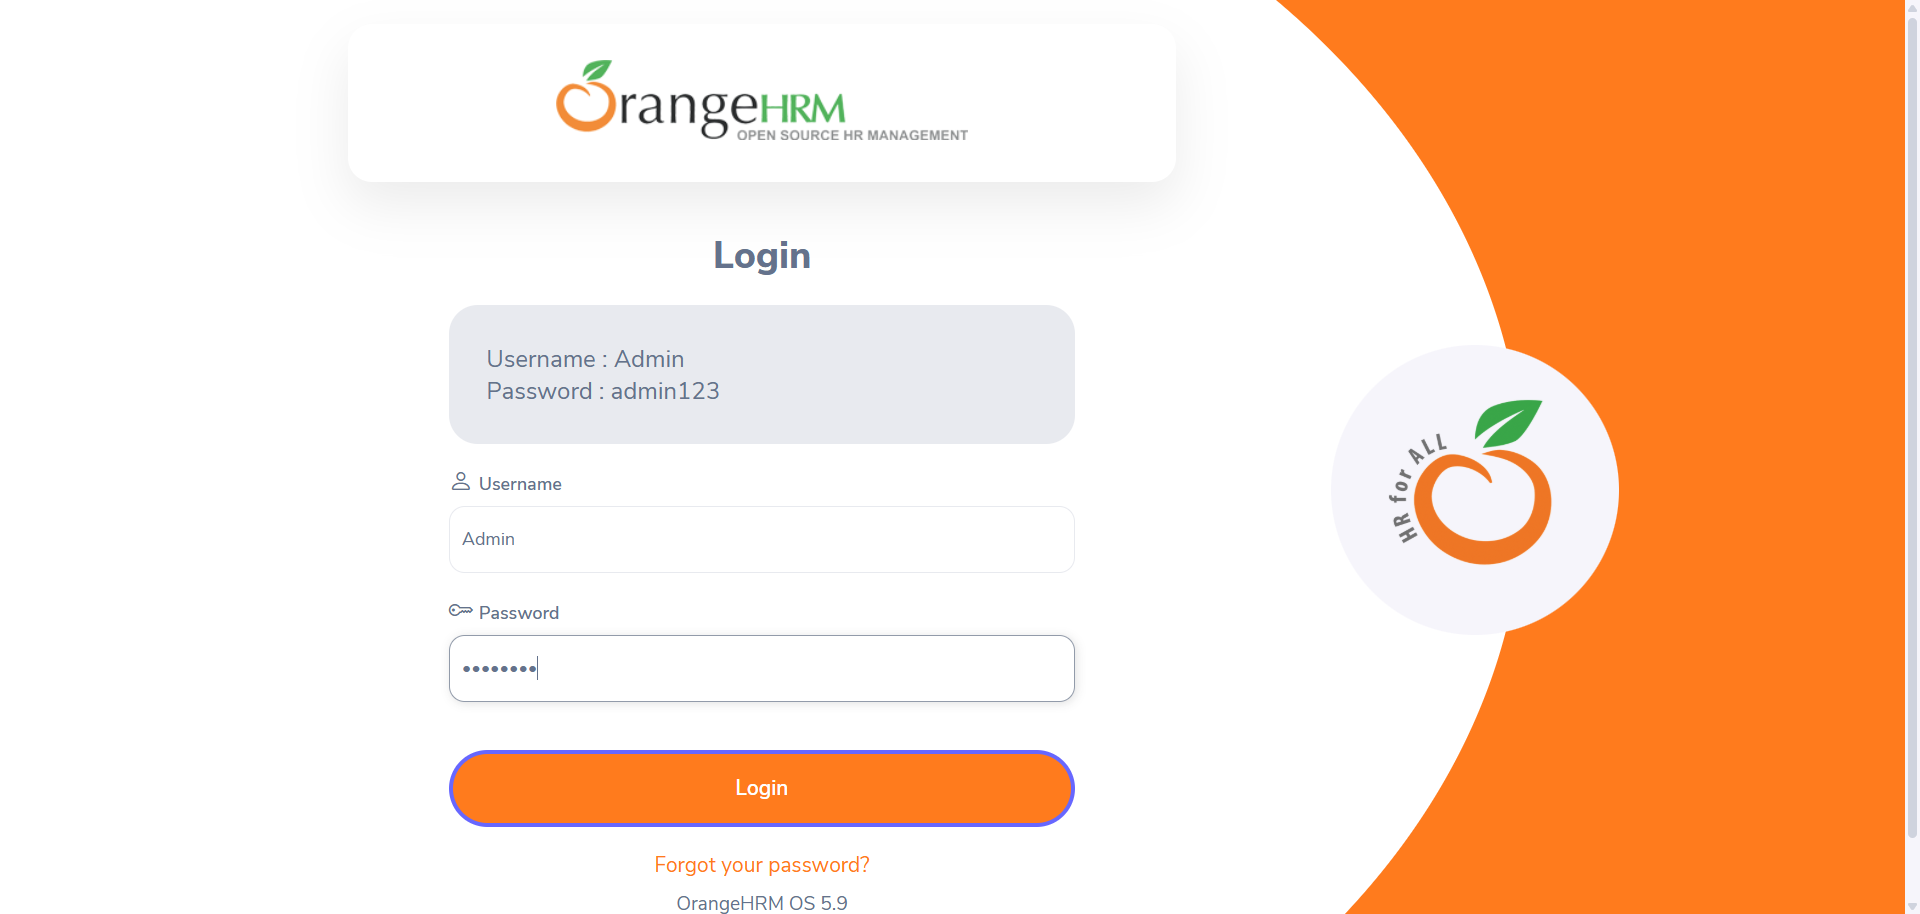 OrangeHRM
OPEN SOURCE HR MANAGEMENT
Login
Username : Admin
Password : admin123
Username
Admin
Password
••••••••
Login
Forgot your password?
OrangeHRM OS 5.9
HR for ALL